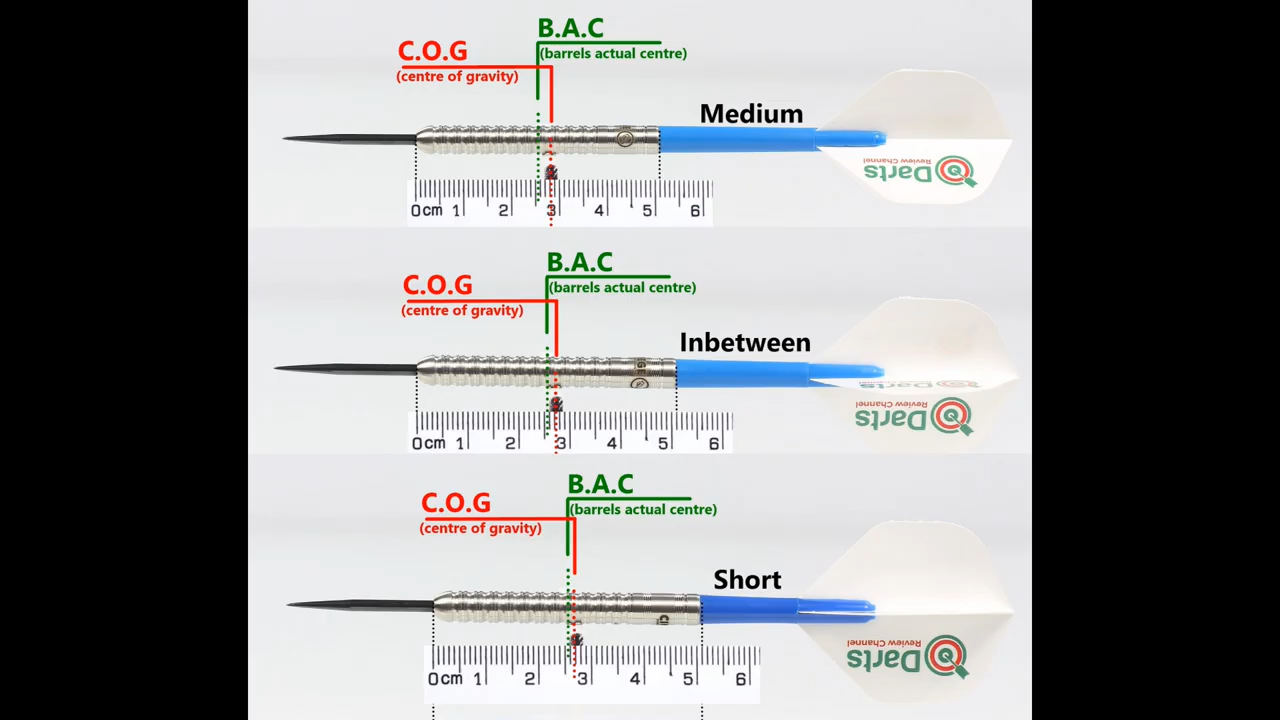 B.A.C
(barrels actual centre)
C.O.G
(centre of gravity)
Medium
Review Channel
Darts
0cm 1 2 3 4 5 6
B.A.C
(barrels actual centre)
C.O.G
(centre of gravity)
Inbetween
Review Channel
Darts
0cm 1 2 3 4 5 6
B.A.C
(barrels actual centre)
C.O.G
(centre of gravity)
Short
Review Channel
Darts
0cm 1 2 3 4 5 6